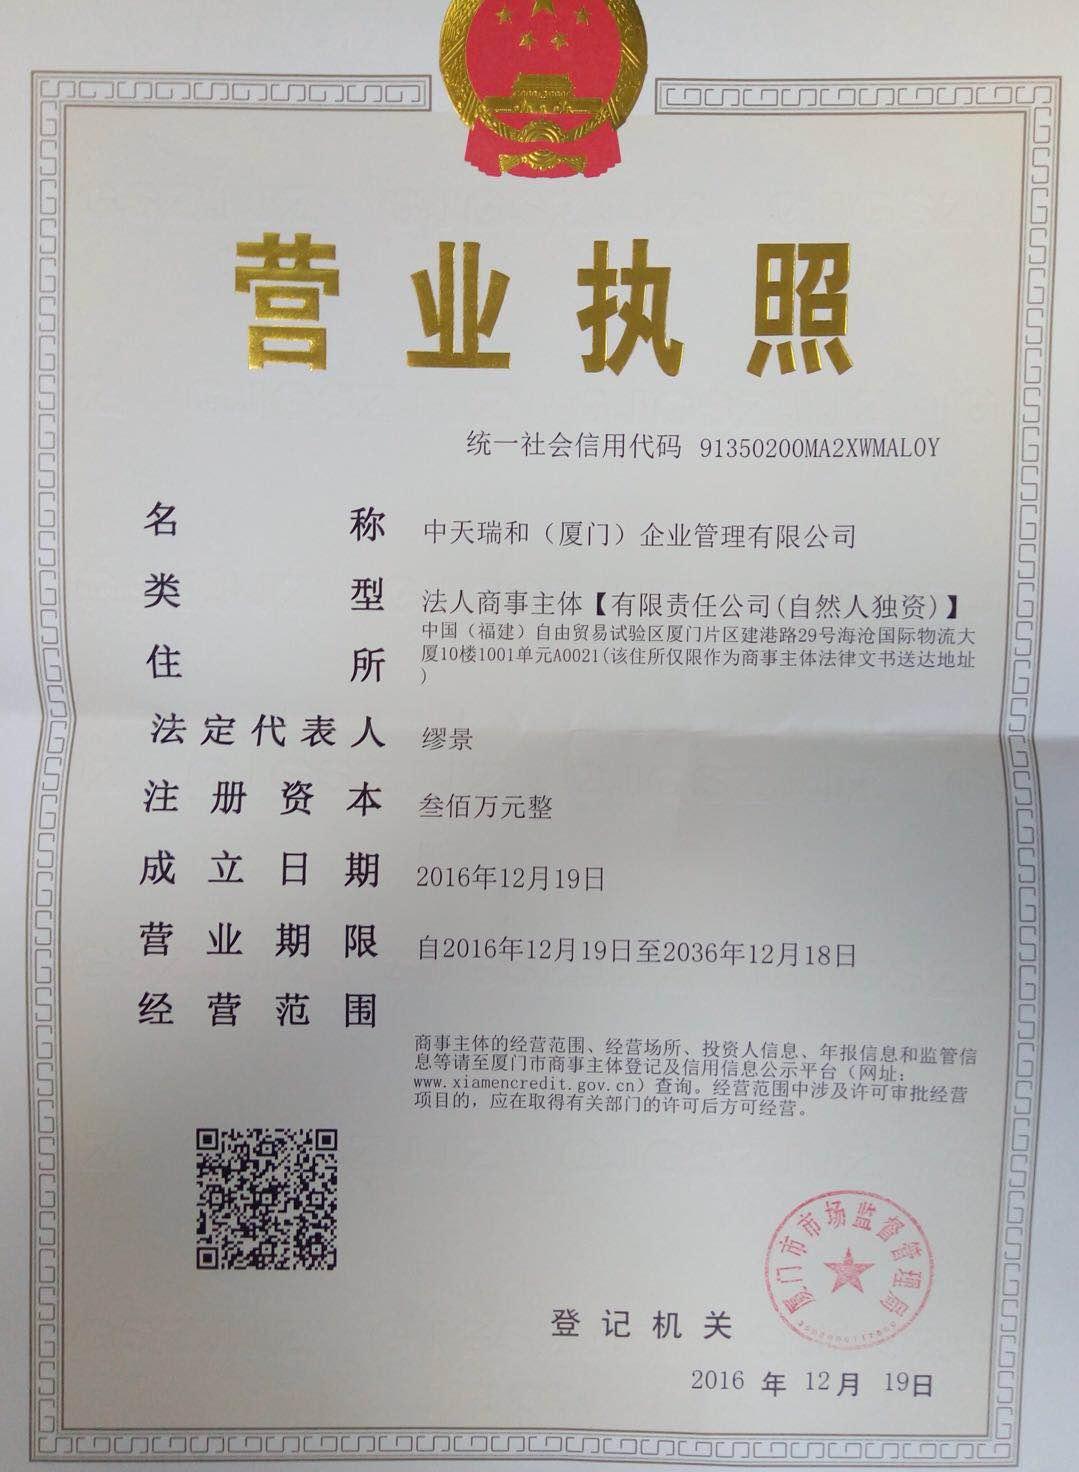 营业执照
统一社会信用代码 91350200MA2XWMAL0Y
名称 中天瑞和（厦门）企业管理有限公司
类型 法人商事主体【有限责任公司(自然人独资)】
住所 中国（福建）自由贸易试验区厦门片区建港路29号海沧国际物流大
厦10楼1001单元A0021(该住所仅限作为商事主体法律文书送达地址
)
法定代表人 缪景
注册资本 叁佰万元整
成立日期 2016年12月19日
营业期限 自2016年12月19日至2036年12月18日
经营范围
商事主体的经营范围、经营场所、投资人信息、年报信息和监管信
息等请至厦门市商事主体登记及信用信息公示平台（网址：
www.xiamencredit.gov.cn）查询。经营范围中涉及许可审批经营
项目的，应在取得有关部门的许可后方可经营。
厦门市市场监督管理局
登记机关
2016 年 12 月 19日